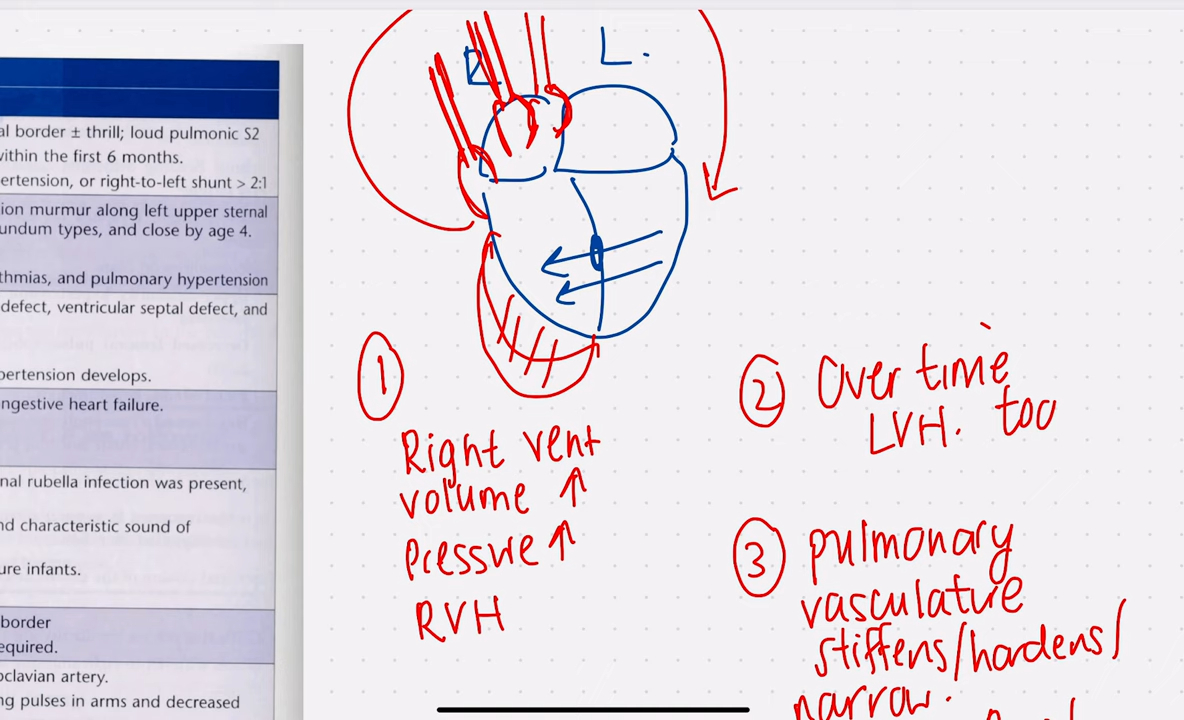 al border ± thrill; loud pulmonic S2
within the first 6 months.
ertension, or right-to-left shunt > 2:1
ion murmur along left upper sternal
undum types, and close by age 4.
thmias, and pulmonary hypertension
defect, ventricular septal defect, and
pertension develops.
ngestive heart failure.
nal rubella infection was present,
nd characteristic sound of
ure infants.
border
equired.
oclavian artery.
ng pulses in arms and decreased
R
L.
1
Right vent
volume ↑
Pressure ↑
RVH
2 Over time
LVH. too
3 pulmonary
vasculature
stiffens/hardens/
narrow.